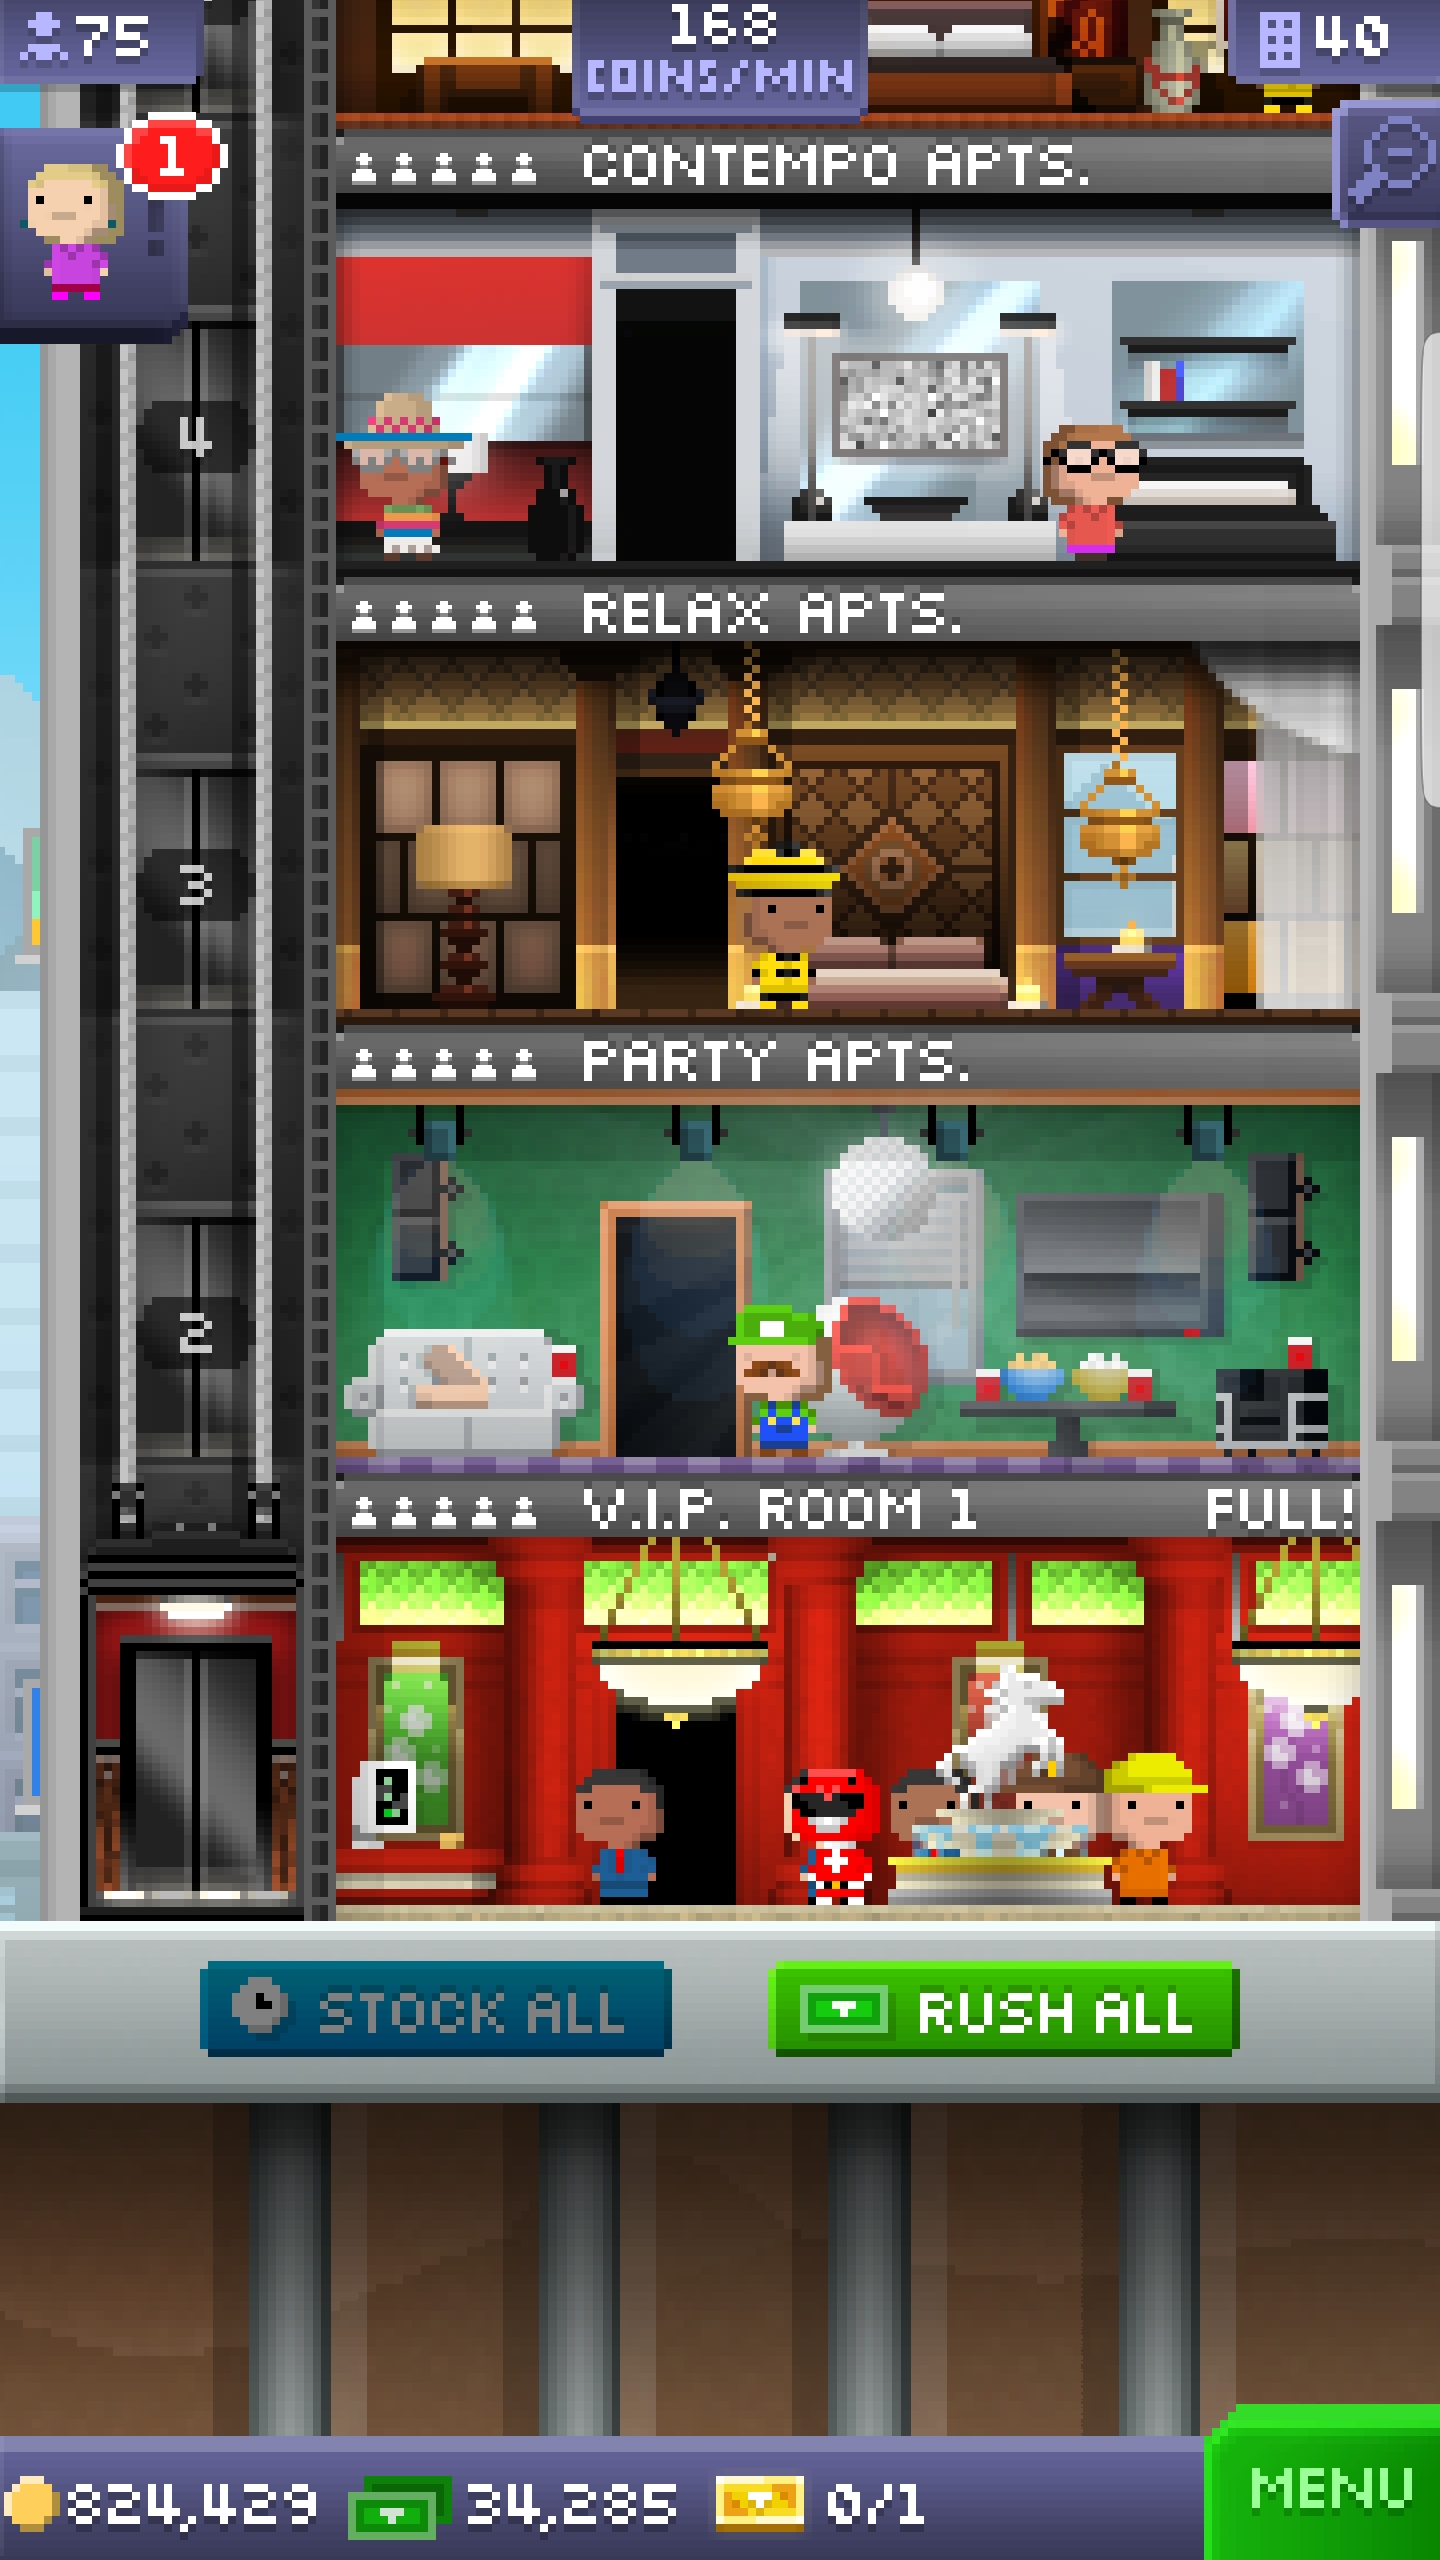 75
168
COINS/MIN
40
1
!
CONTEMPO APTS.
4
RELAX APTS.
3
PARTY APTS.
2
V.I.P. ROOM 1 FULL!
STOCK ALL
RUSH ALL
824,429
34,285
0/1
MENU